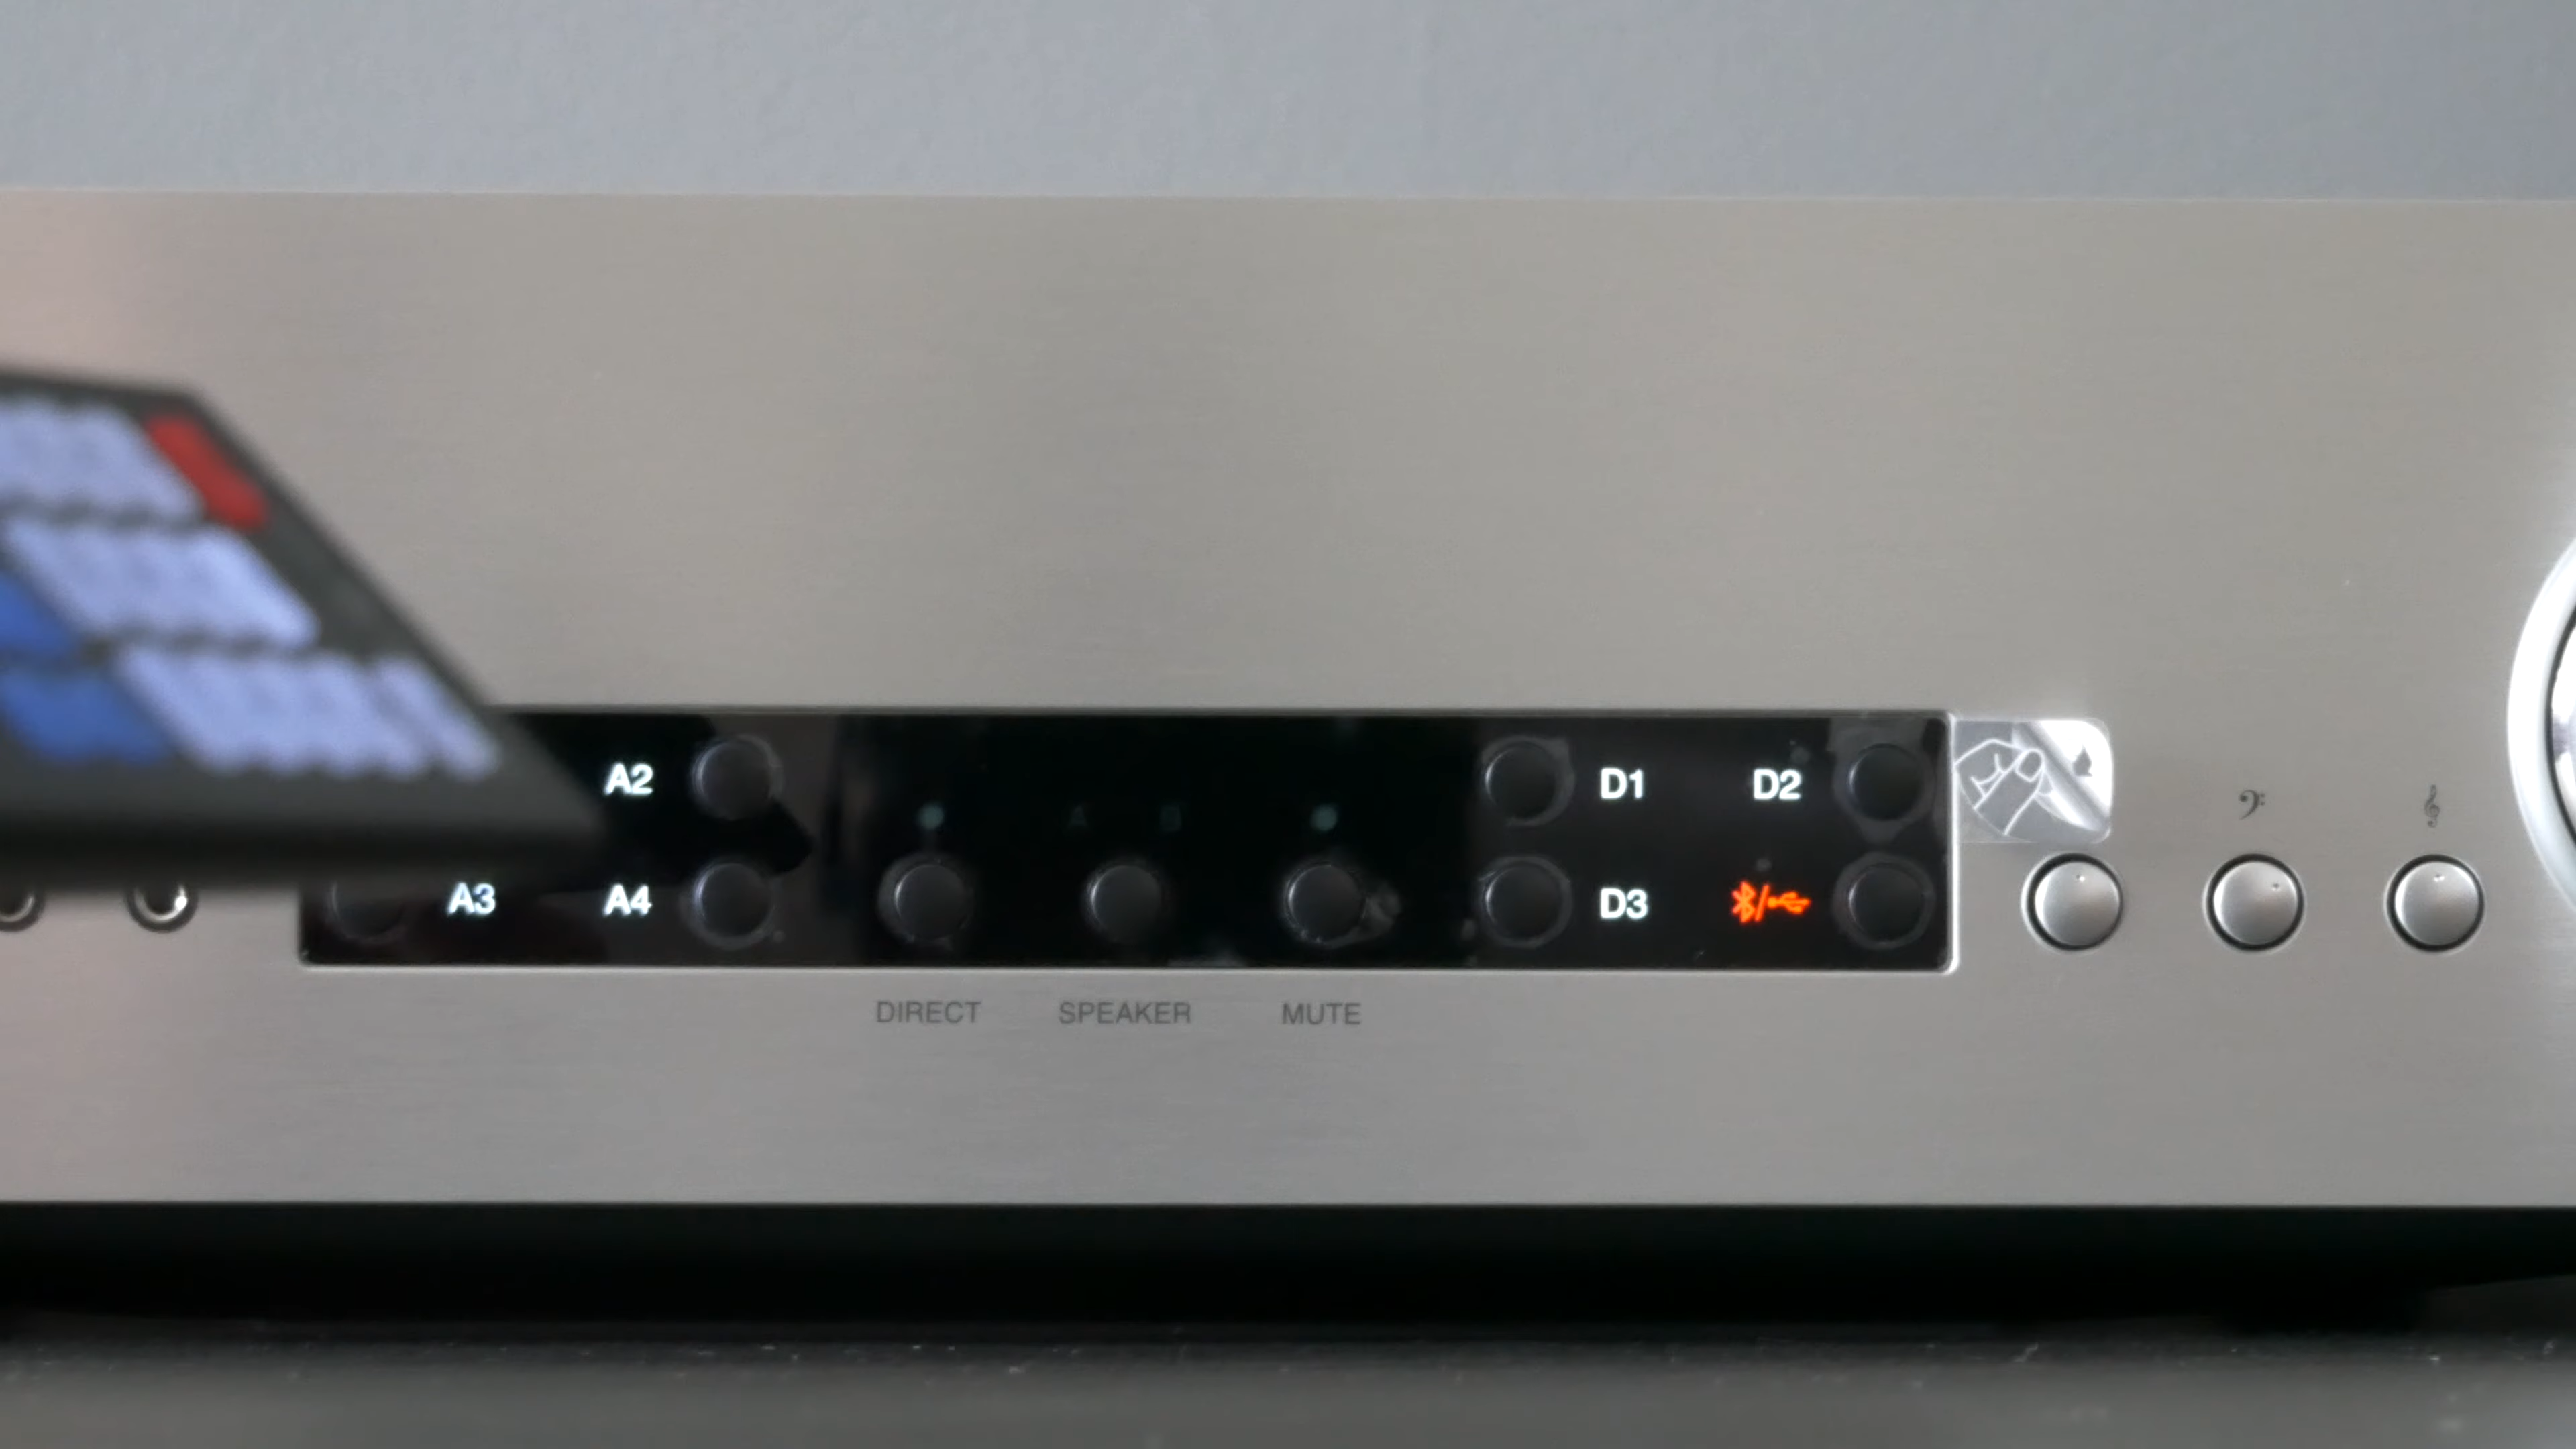 A2
D1
D2
A B
A3
A4
D3
DIRECT
SPEAKER
MUTE